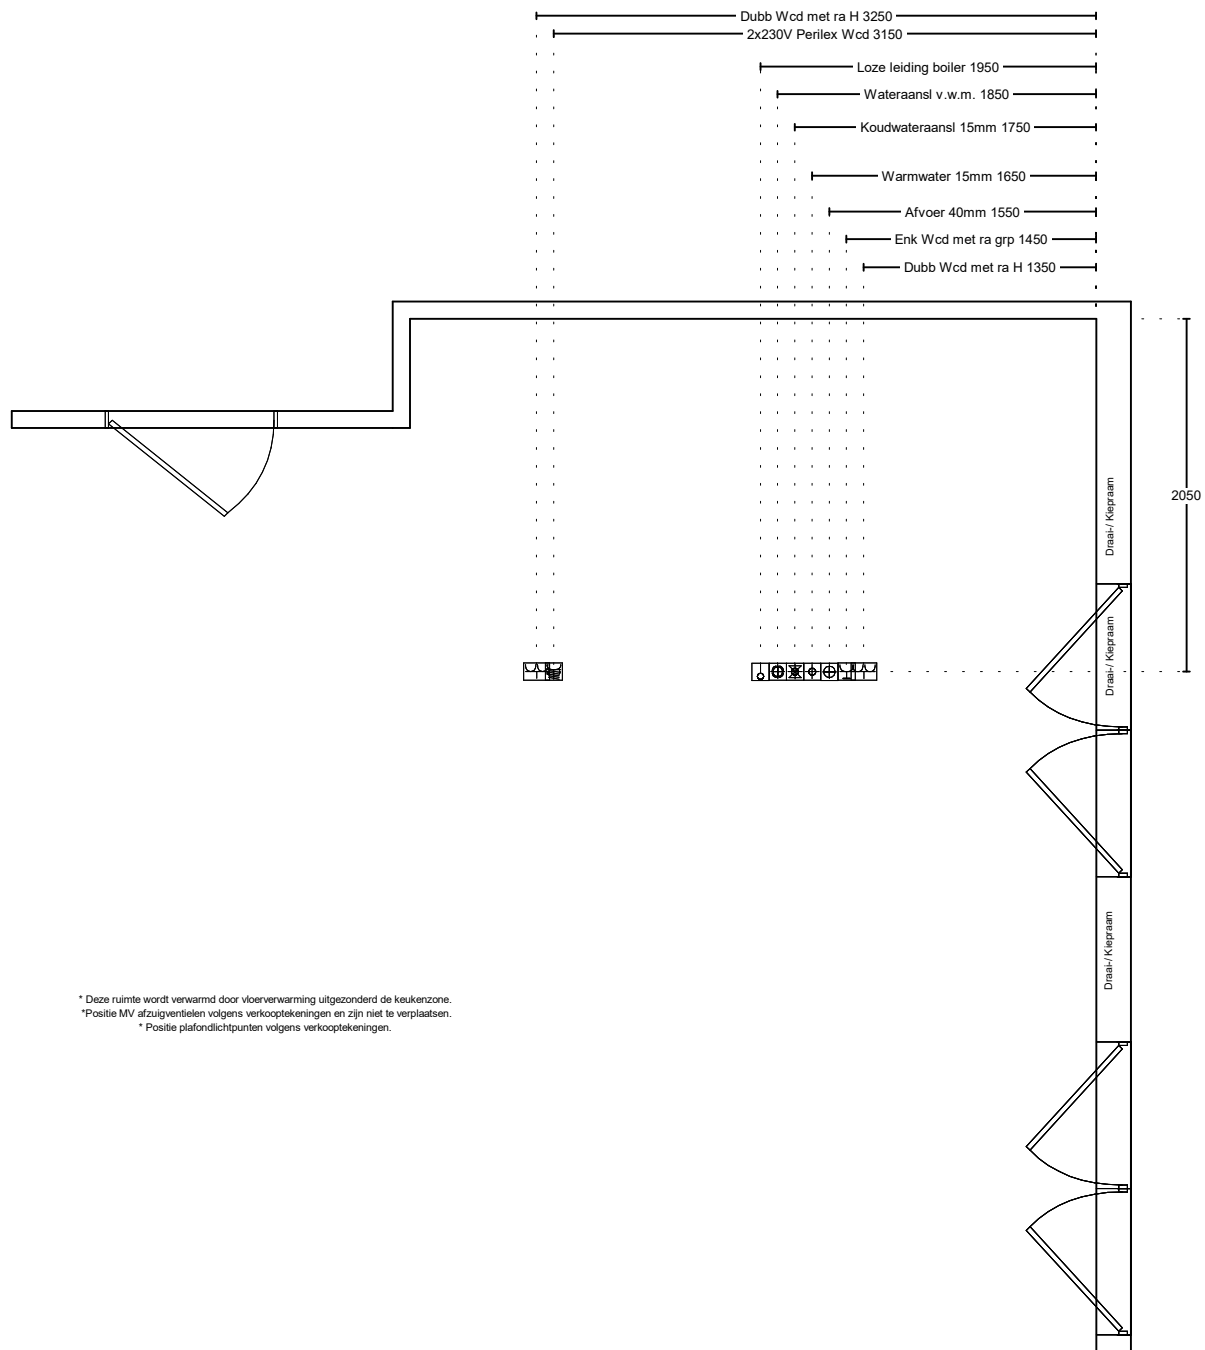 Dubb Wcd met ra H 3250
2x230V Perilex Wcd 3150
Loze leiding boiler 1950
Wateraansl v.w.m. 1850
Koudwateraansl 15mm 1750
Warmwater 15mm 1650
Afvoer 40mm 1550
Enk Wcd met ra grp 1450
Dubb Wcd met ra H 1350
2050
Draai-/ Kiepraam
Draai-/ Kiepraam
Draai-/ Kiepraam
* Deze ruimte wordt verwarmd door vloerverwarming uitgezonderd de keukenzone.
*Positie MV afzuigventielen volgens verkooptekeningen en zijn niet te verplaatsen.
* Positie plafondlichtpunten volgens verkooptekeningen.